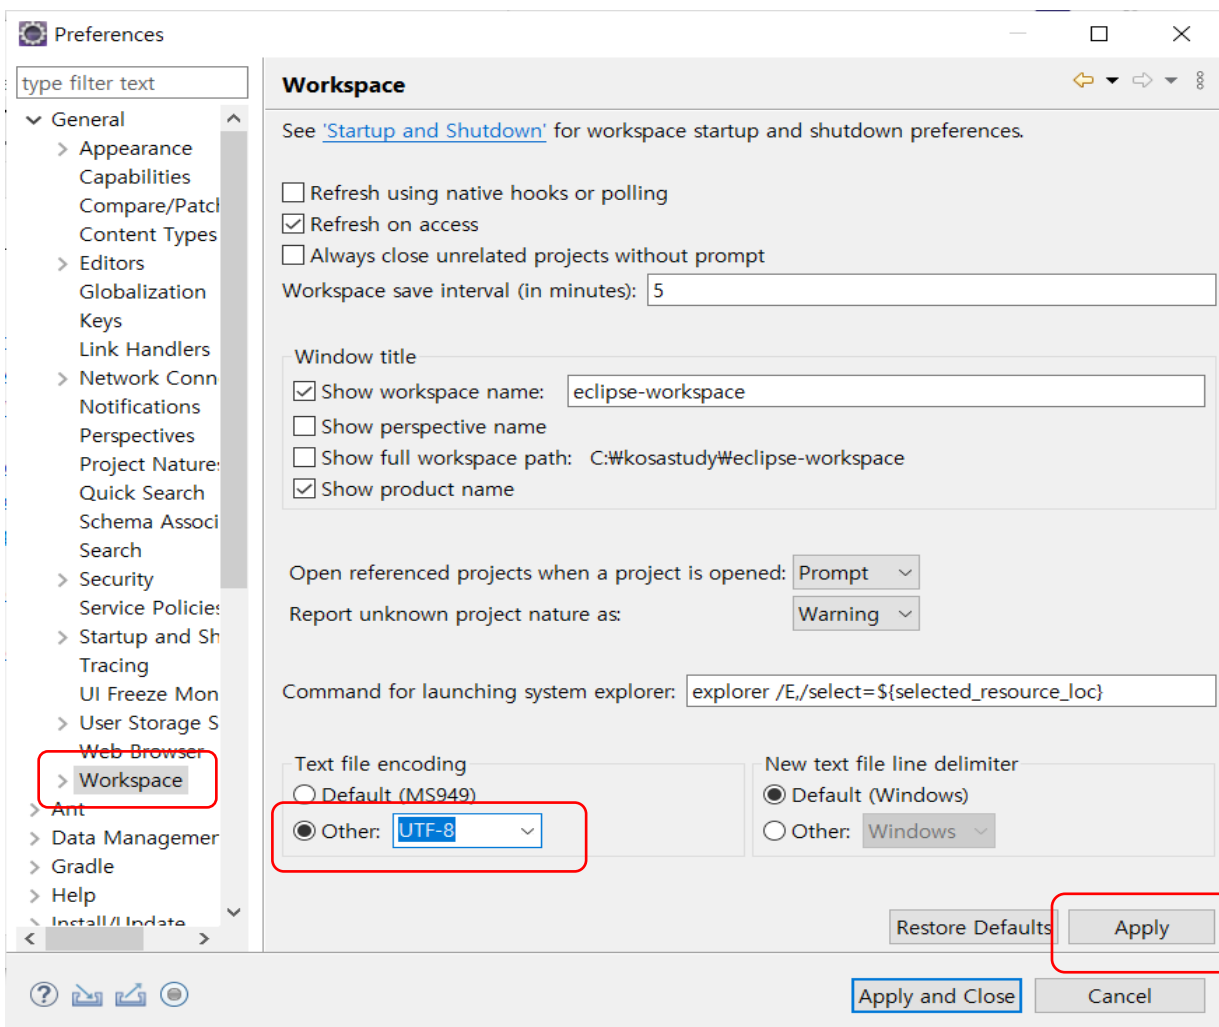 Preferences
type filter text
General
Appearance
Capabilities
Compare/Patch
Content Types
Editors
Globalization
Keys
Link Handlers
Network Conn
Notifications
Perspectives
Project Natures
Quick Search
Schema Associ
Search
Security
Service Policies
Startup and Sh
Tracing
UI Freeze Mon
User Storage S
Web Browser
Workspace
Ant
Data Managemer
Gradle
Help
Install/Update
Workspace
See 'Startup and Shutdown' for workspace startup and shutdown preferences.
Refresh using native hooks or polling
Refresh on access
Always close unrelated projects without prompt
Workspace save interval (in minutes): 5
Window title
Show workspace name: eclipse-workspace
Show perspective name
Show full workspace path: C:₩kosastudy₩eclipse-workspace
Show product name
Open referenced projects when a project is opened: Prompt
Report unknown project nature as: Warning
Command for launching system explorer: explorer /E,/select=${selected_resource_loc}
Text file encoding
Default (MS949)
Other: UTF-8
New text file line delimiter
Default (Windows)
Other: Windows
Restore Defaults Apply
Apply and Close Cancel